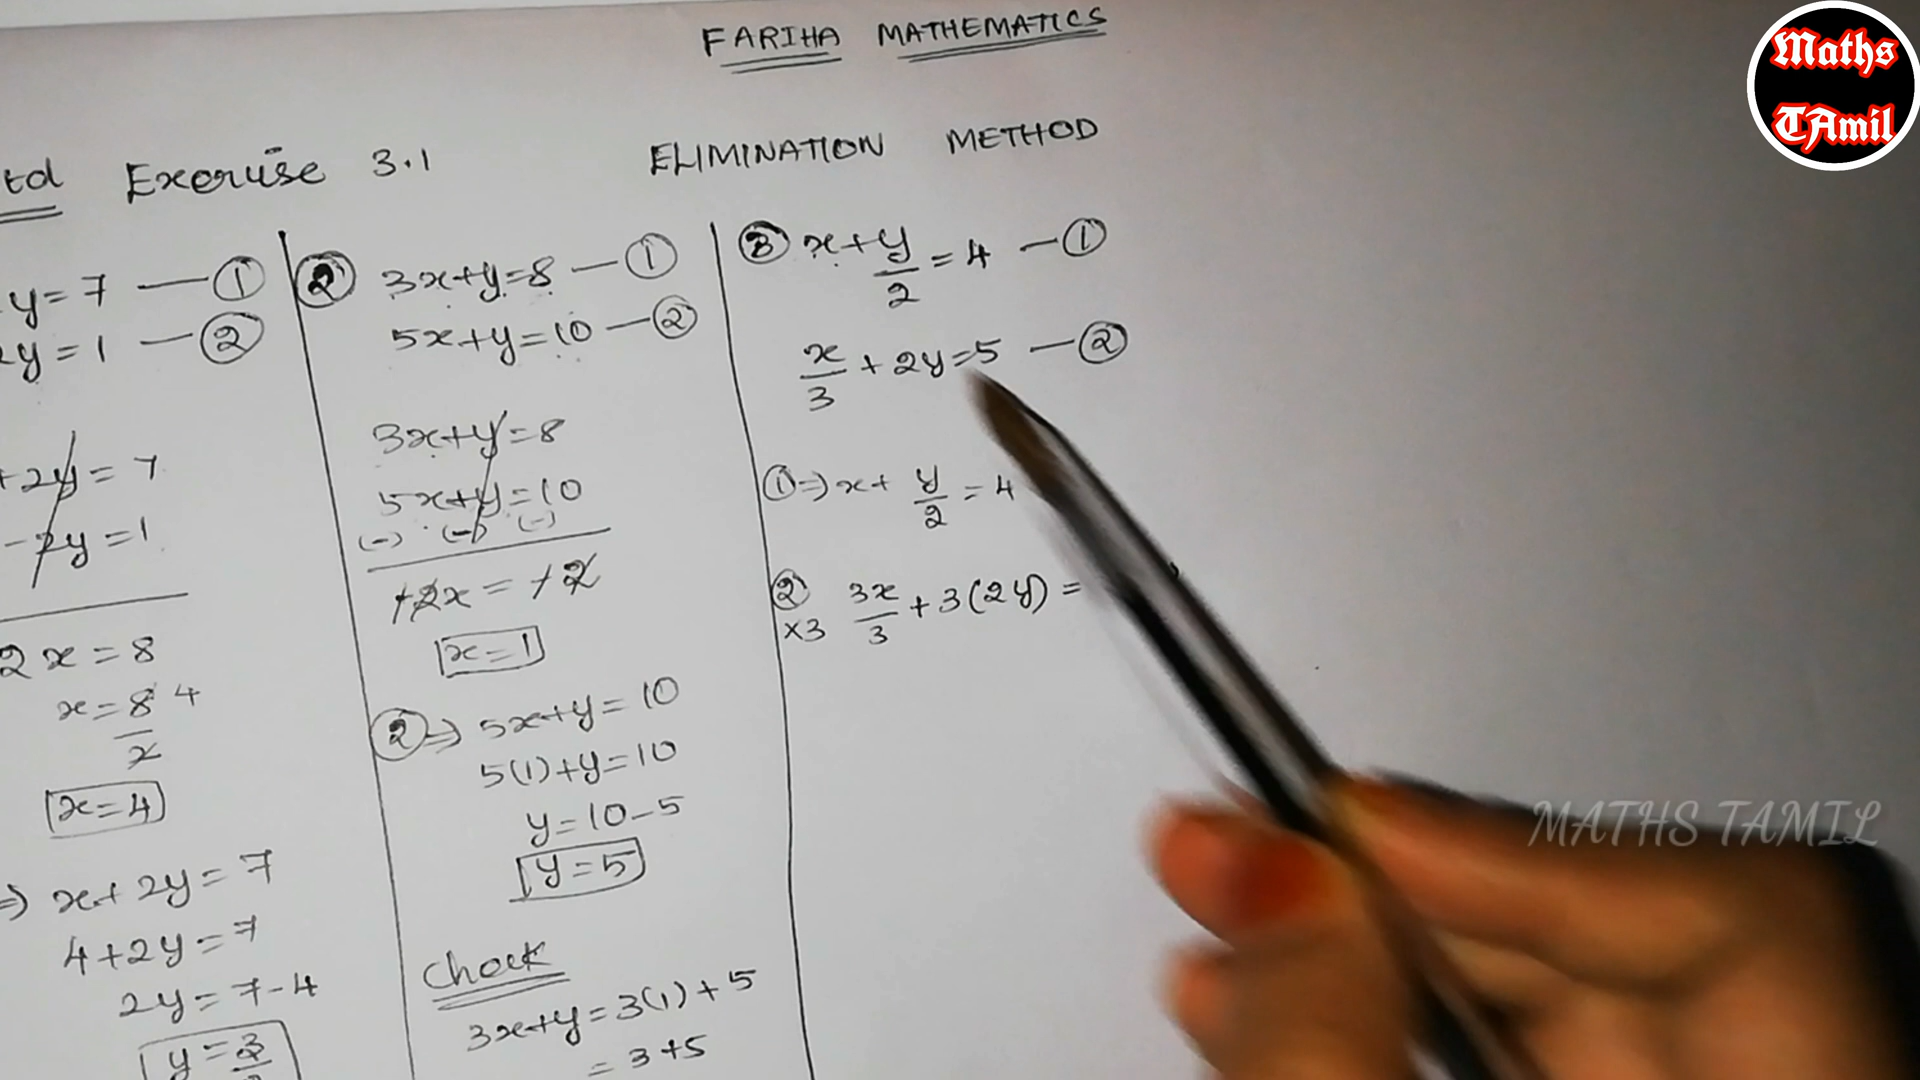 FARIHA MATHEMATICS
Maths
TAmil
td Exercise 3.1 ELIMINATION METHOD
y = 7 — ①
2y = 1 — ②
+2y = 7
-2y = 1
2x = 8
x = 8 4
2
x = 4
⇒ x + 2y = 7
4 + 2y = 7
2y = 7 - 4
y = 3
② 3x+y=8 — ①
5x+y=10 — ②
3x+y=8
5x+y=10
(-) (-) (-)
+2x = +2
x = 1
② ⇒ 5x+y=10
5(1)+y=10
y = 10 - 5
y = 5
Check
3x+y = 3(1)+5
= 3+5
③ x + y/2 = 4 — ①
x/3 + 2y = 5 — ②
① ⇒ x + y/2 = 4
② ×3 3x/3 + 3(2y) =
MATHS TAMIL